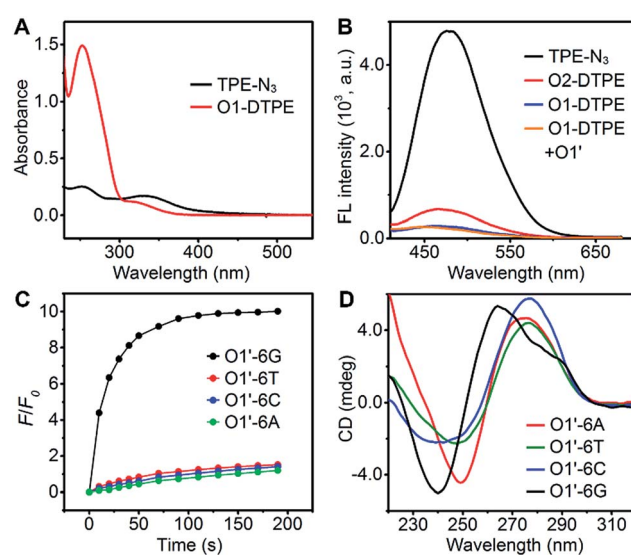 A
Absorbance
1.5
1.0
0.5
0.0
TPE-N₃
O1-DTPE
300
400
500
Wavelength (nm)
B
FL intensity (10³, a.u.)
4.0
2.0
0.0
TPE-N₃
O2-DTPE
O1-DTPE
O1-DTPE
+O1'
450
550
650
Wavelength (nm)
C
F/F₀
10
8
6
4
2
0
O1'-6G
O1'-6T
O1'-6C
O1'-6A
0
50
100
150
200
Time (s)
D
CD (mdeg)
4.0
0.0
-4.0
O1'-6A
O1'-6T
O1'-6C
O1'-6G
230
250
270
290
310
Wavelength (nm)